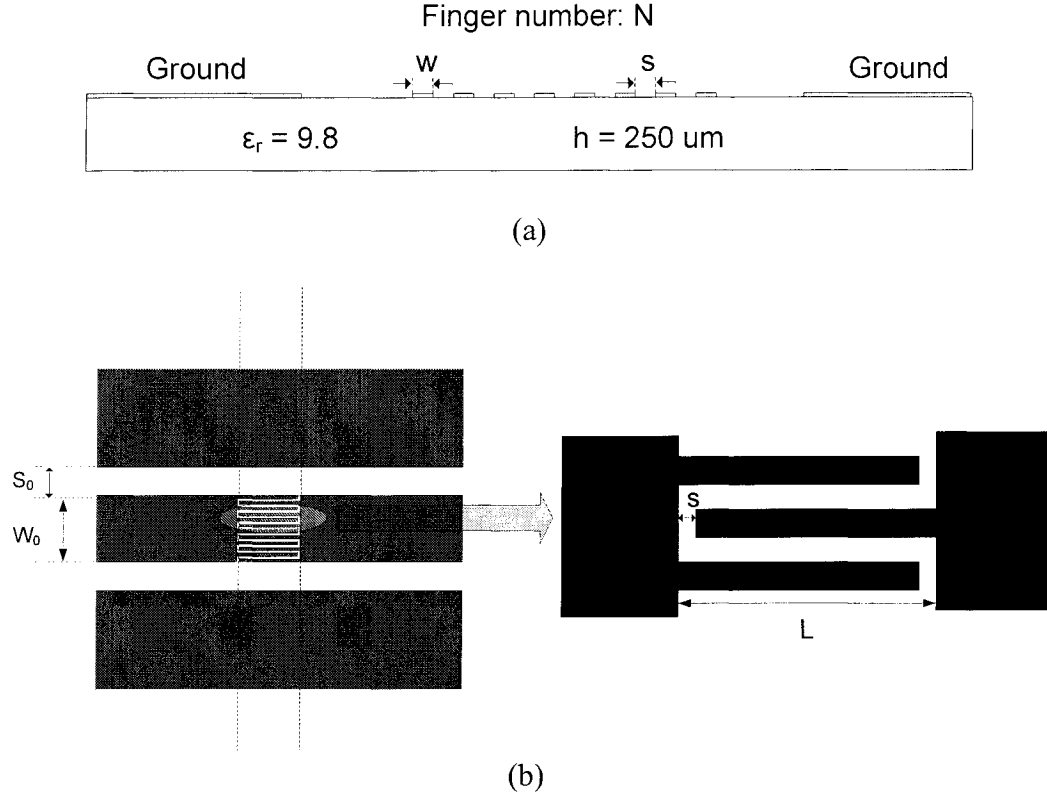 Finger number: N
Ground
w
s
Ground
εr = 9.8
h = 250 um
(a)
S0
W0
s
L
(b)